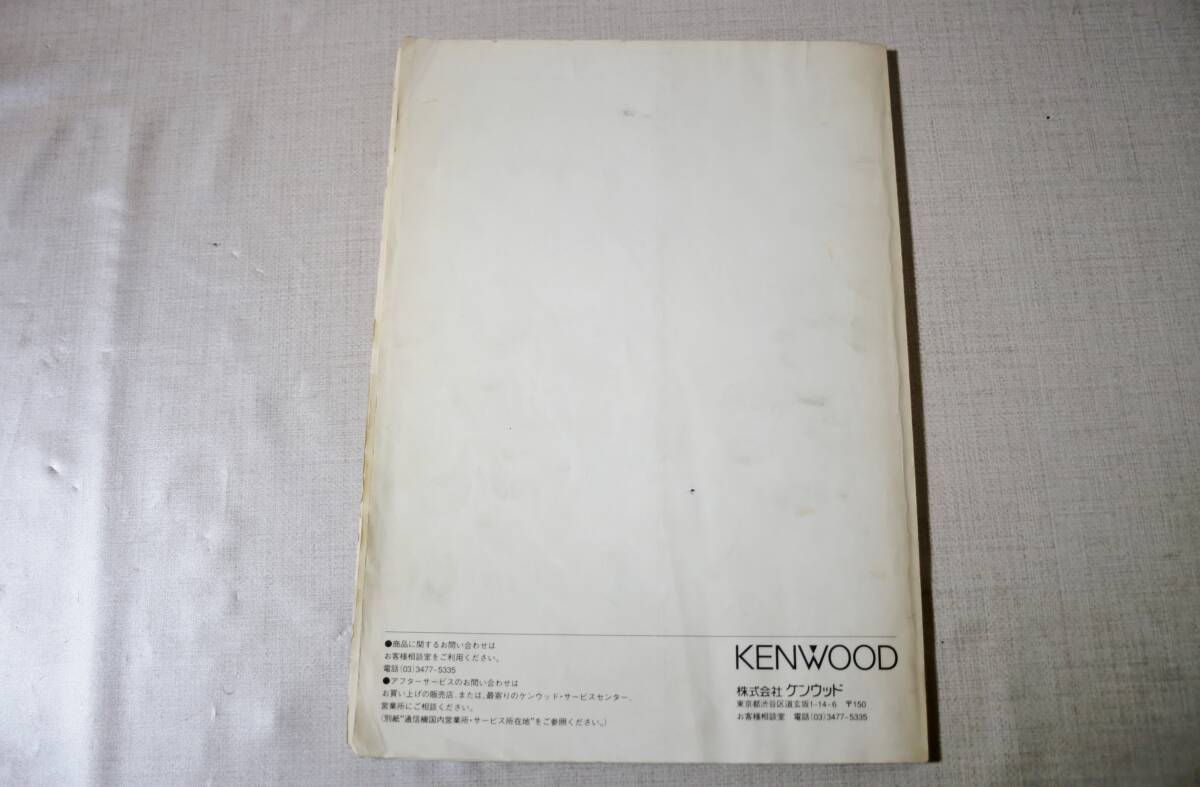 ●商品に関するお問い合わせは
お客様相談室をご利用ください。
電話(03)3477-5335
●アフターサービスのお問い合わせは
お買い上げの販売店、または、最寄りのケンウッド・サービスセンター、
営業所にご相談ください。
(別紙"通信機国内営業所・サービス所在地"をご参照ください。)
KENWOOD
株式会社 ケンウッド
東京都渋谷区道玄坂1-14-6 〒150
お客様相談室 電話(03)3477-5335